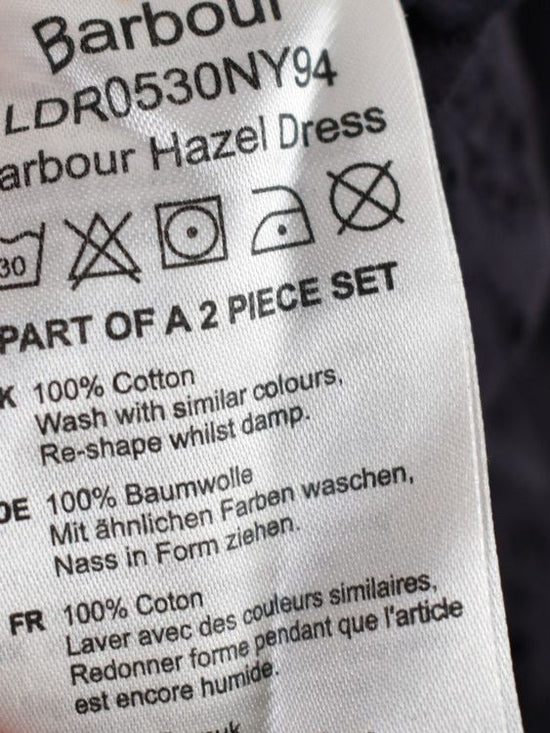 Barbour
LDR0530NY94
arbour Hazel Dress
30
PART OF A 2 PIECE SET
K 100% Cotton
Wash with similar colours,
Re-shape whilst damp.
DE 100% Baumwolle
Mit ähnlichen Farben waschen,
Nass in Form ziehen.
FR 100% Coton
Laver avec des couleurs similaires,
Redonner forme pendant que l'article
est encore humide.